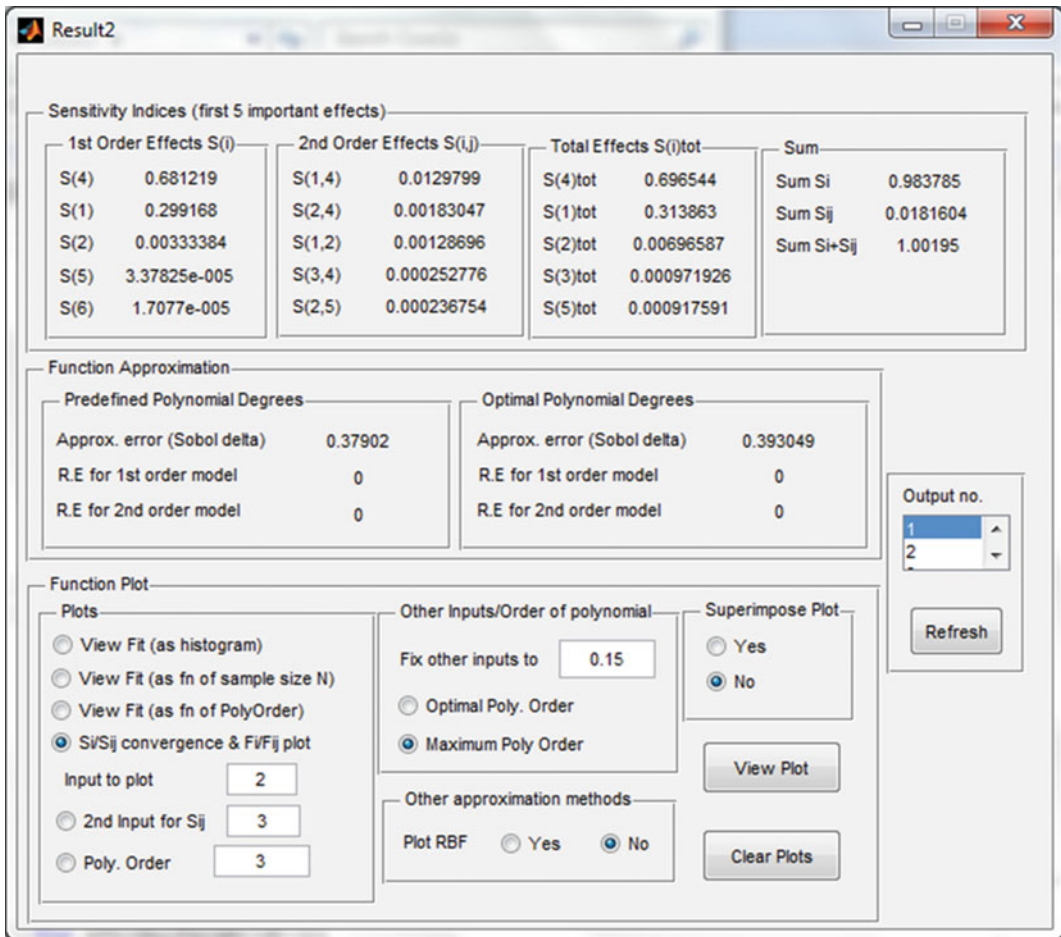 Result2
Sensitivity Indices (first 5 important effects)
1st Order Effects S(i)
S(4) 0.681219
S(1) 0.299168
S(2) 0.00333384
S(5) 3.37825e-005
S(6) 1.7077e-005
2nd Order Effects S(i,j)
S(1,4) 0.0129799
S(2,4) 0.00183047
S(1,2) 0.00128696
S(3,4) 0.000252776
S(2,5) 0.000236754
Total Effects S(i)tot
S(4)tot 0.696544
S(1)tot 0.313863
S(2)tot 0.00696587
S(3)tot 0.000971926
S(5)tot 0.000917591
Sum
Sum Si 0.983785
Sum Sij 0.0181604
Sum Si+Sij 1.00195
Function Approximation
Predefined Polynomial Degrees
Approx. error (Sobol delta) 0.37902
R.E for 1st order model 0
R.E for 2nd order model 0
Optimal Polynomial Degrees
Approx. error (Sobol delta) 0.393049
R.E for 1st order model 0
R.E for 2nd order model 0
Output no.
1
2
Refresh
Function Plot
Plots
View Fit (as histogram)
View Fit (as fn of sample size N)
View Fit (as fn of PolyOrder)
Si/Sij convergence & Fi/Fij plot
Input to plot 2
2nd Input for Sij 3
Poly. Order 3
Other Inputs/Order of polynomial
Fix other inputs to 0.15
Optimal Poly. Order
Maximum Poly Order
Other approximation methods
Plot RBF Yes No
Superimpose Plot
Yes
No
View Plot
Clear Plots